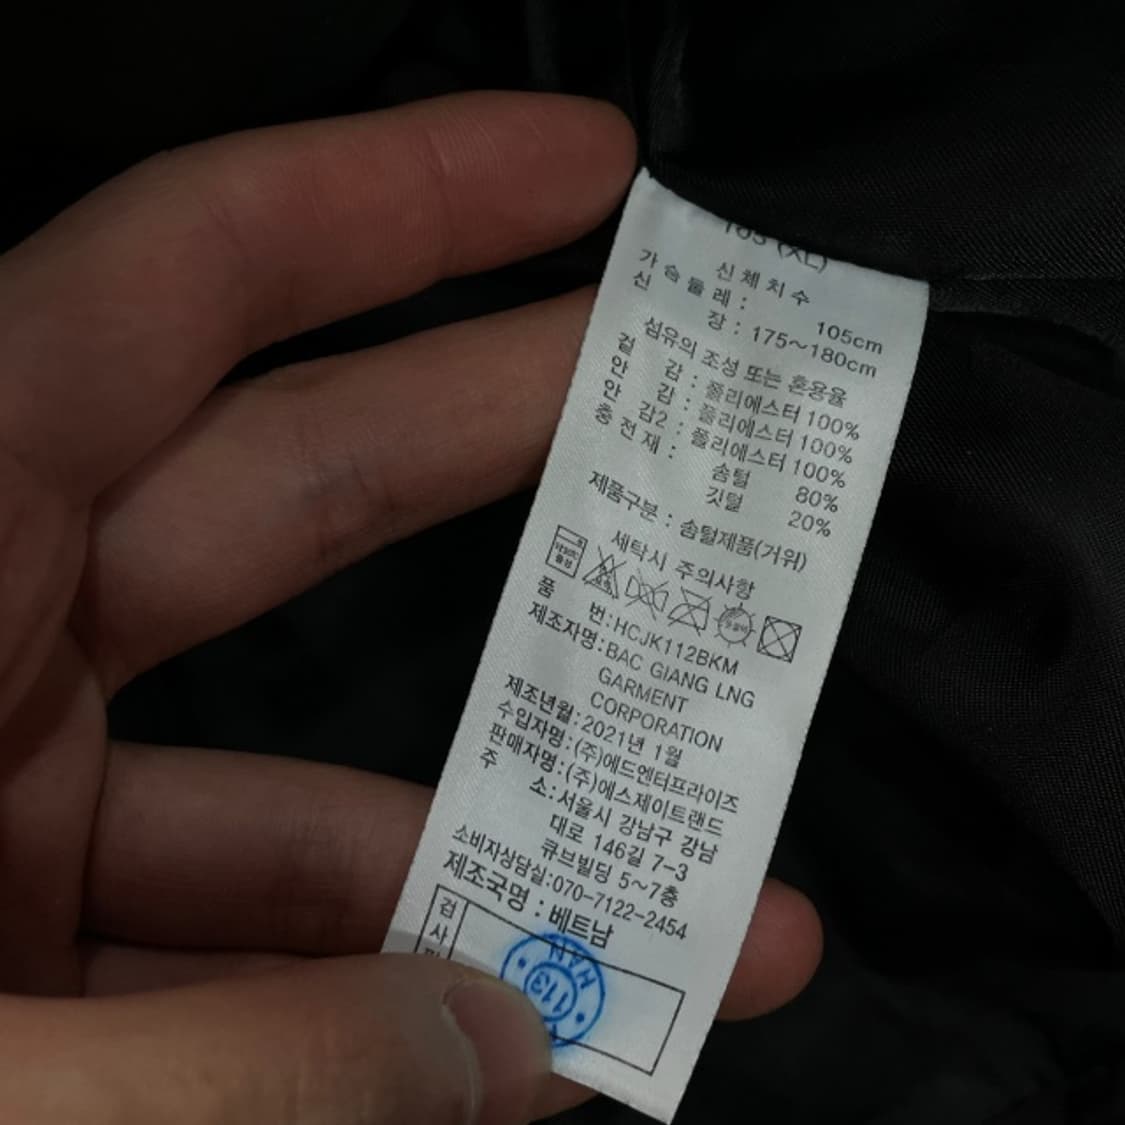 105 (XL)
신체치수
가슴둘레: 105cm
신 장: 175~180cm
섬유의 조성 또는 혼용율
겉 감: 폴리에스터 100%
안 감: 폴리에스터 100%
안 감2: 폴리에스터 100%
충전재:
솜털 80%
깃털 20%
제품구분: 솜털제품(거위)
세탁시 주의사항
품 번:HCJK112BKM
제조자명:BAC GIANG LNG
GARMENT
CORPORATION
제조년월:2021년 1월
수입자명:(주)에드엔터프라이즈
판매자명:(주)에스제이트랜드
주 소:서울시 강남구 강남
대로 146길 7-3
큐브빌딩 5~7층
소비자상담실:070-7122-2454
제조국명: 베트남
검사
HAN
113